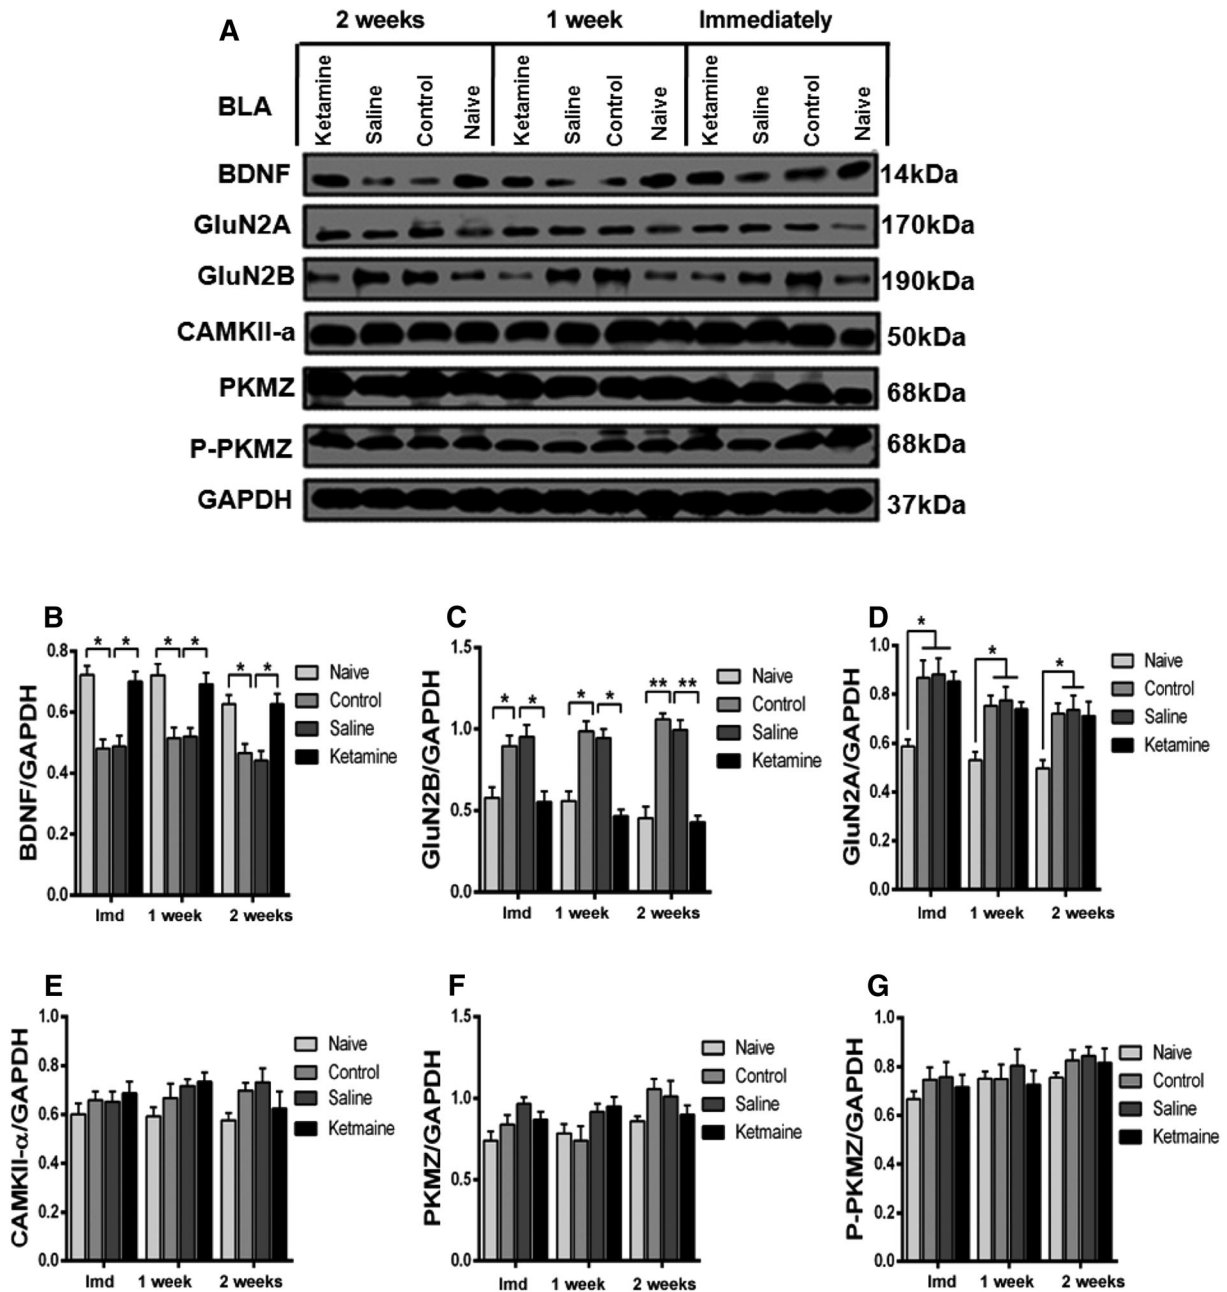 A
2 weeks 1 week Immediately
BLA
Ketamine Saline Control Naive Ketamine Saline Control Naive Ketamine Saline Control Naive
BDNF 14kDa
GluN2A 170kDa
GluN2B 190kDa
CAMKII-a 50kDa
PKMZ 68kDa
P-PKMZ 68kDa
GAPDH 37kDa
B
BDNF/GAPDH
0.8
0.6
0.4
0.2
0.0
* * * * * *
Imd 1 week 2 weeks
Naive
Control
Saline
Ketamine
C
GluN2B/GAPDH
1.5
1.0
0.5
0.0
* * * * ** **
Imd 1 week 2 weeks
Naive
Control
Saline
Ketamine
D
GluN2A/GAPDH
1.0
0.8
0.6
0.4
0.2
0.0
* * *
Imd 1 week 2 weeks
Naive
Control
Saline
Ketamine
E
CAMKII-α/GAPDH
1.0
0.8
0.6
0.4
0.2
0.0
Imd 1 week 2 weeks
Naive
Control
Saline
Ketmaine
F
PKMZ/GAPDH
1.5
1.0
0.5
0.0
Imd 1 week 2 weeks
Naive
Control
Saline
Ketmaine
G
P-PKMZ/GAPDH
1.0
0.8
0.6
0.4
0.2
0.0
Imd 1 week 2 weeks
Naive
Control
Saline
Ketmaine